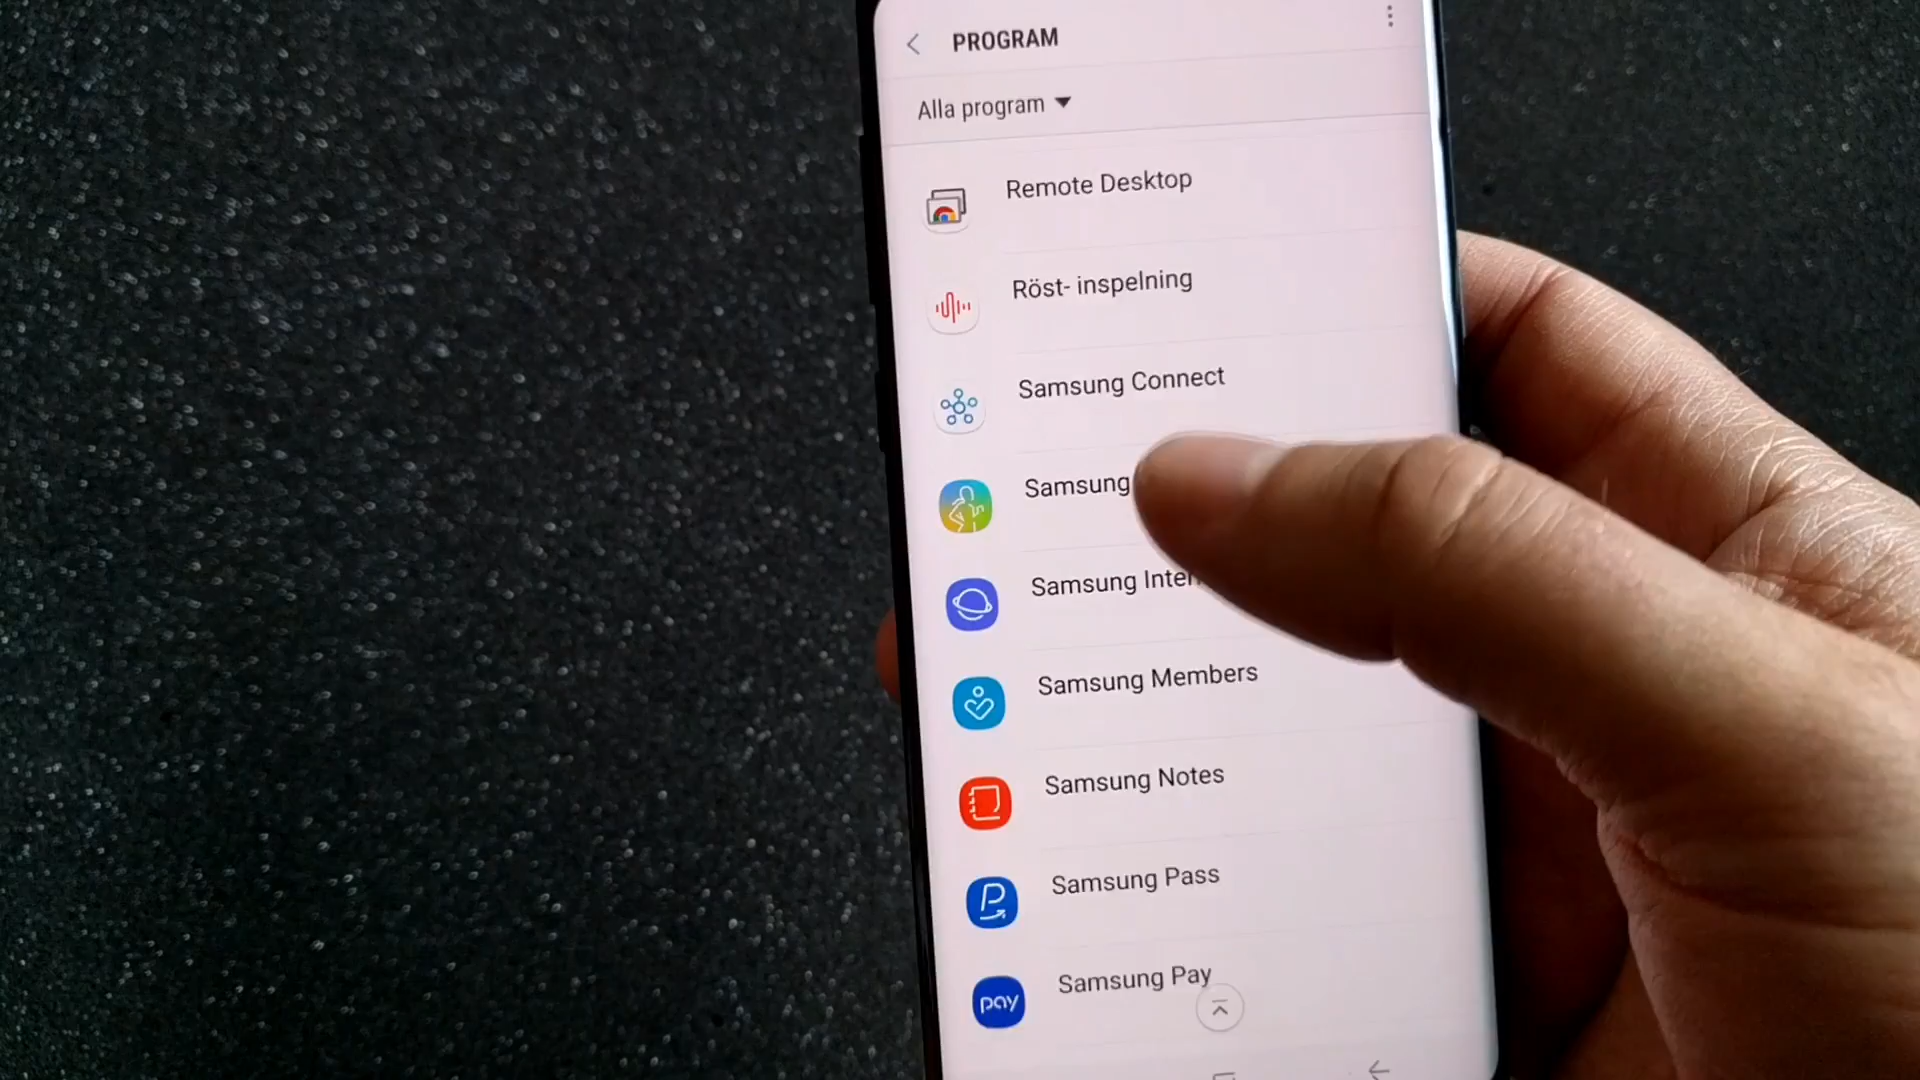 PROGRAM
Alla program
Remote Desktop
Röst- inspelning
Samsung Connect
Samsung
Samsung Inter
Samsung Members
Samsung Notes
Samsung Pass
Samsung Pay
pay